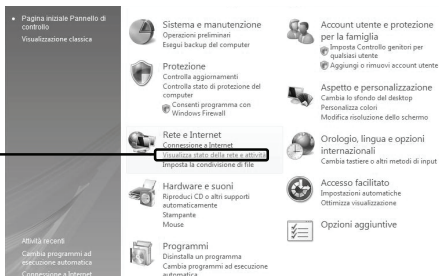 Pagina iniziale Pannello di
controllo
Visualizzazione classica
Attività recenti
Cambia programmi ad
esecuzione automatica
Connessione a Internet
Sistema e manutenzione
Operazioni preliminari
Esegui backup del computer
Protezione
Controlla aggiornamenti
Controlla stato di protezione del
computer
Consenti programma con
Windows Firewall
Rete e Internet
Connessione a Internet
Visualizza stato della rete e attività
Imposta la condivisione di file
Hardware e suoni
Riproduci CD o altri supporti
automaticamente
Stampante
Mouse
Programmi
Disinstalla un programma
Cambia programmi ad esecuzione
automatica
Account utente e protezione
per la famiglia
Imposta Controllo genitori per
qualsiasi utente
Aggiungi o rimuovi account utente
Aspetto e personalizzazione
Cambia lo sfondo del desktop
Personalizza colori
Modifica risoluzione dello schermo
Orologio, lingua e opzioni
internazionali
Cambia tastiere o altri metodi di input
Accesso facilitato
Impostazioni automatiche
Ottimizza visualizzazione
Opzioni aggiuntive